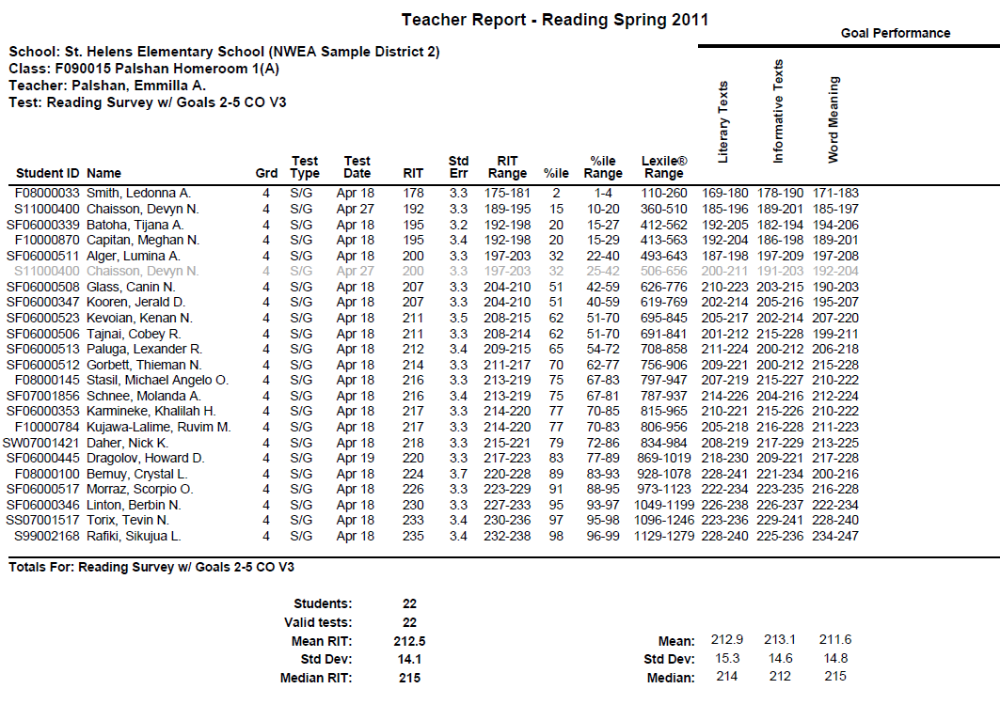 Teacher Report - Reading Spring 2011
Goal Performance
School: St. Helens Elementary School (NWEA Sample District 2)
Class: F090015 Palshan Homeroom 1(A)
Teacher: Palshan, Emmilla A.
Test: Reading Survey w/ Goals 2-5 CO V3
Literary Texts
Informative Texts
Word Meaning
Student ID Name Grd Test Type Test Date RIT Std Err RIT Range %ile %ile Range Lexile® Range
F08000033 Smith, Ledonna A. 4 S/G Apr 18 178 3.3 175-181 2 1-4 110-260 169-180 178-190 171-183
S11000400 Chaisson, Devyn N. 4 S/G Apr 27 192 3.3 189-195 15 10-20 360-510 185-196 189-201 185-197
SF06000339 Batoha, Tijana A. 4 S/G Apr 18 195 3.2 192-198 20 15-27 412-562 192-205 182-194 194-206
F10000870 Capitan, Meghan N. 4 S/G Apr 18 195 3.4 192-198 20 15-29 413-563 192-204 186-198 189-201
SF06000511 Alger, Lumina A. 4 S/G Apr 18 200 3.3 197-203 32 22-40 493-643 187-198 197-209 197-208
S11000400 Chaisson, Devyn N. 4 S/G Apr 27 200 3.3 197-203 32 25-42 506-656 200-211 191-203 192-204
SF06000508 Glass, Canin N. 4 S/G Apr 18 207 3.3 204-210 51 42-59 626-776 210-223 203-215 190-203
SF06000347 Kooren, Jerald D. 4 S/G Apr 18 207 3.3 204-210 51 40-59 619-769 202-214 205-216 195-207
SF06000523 Kevoian, Kenan N. 4 S/G Apr 18 211 3.5 208-215 62 51-70 695-845 205-217 202-214 207-220
SF06000506 Tajnai, Cobey R. 4 S/G Apr 18 211 3.3 208-214 62 51-70 691-841 201-212 215-228 199-211
SF06000513 Paluga, Lexander R. 4 S/G Apr 18 212 3.4 209-215 65 54-72 708-858 211-224 200-212 206-218
SF06000512 Gorbett, Thieman N. 4 S/G Apr 18 214 3.3 211-217 70 62-77 756-906 209-221 200-212 215-228
F08000145 Stasil, Michael Angelo O. 4 S/G Apr 18 216 3.3 213-219 75 67-83 797-947 207-219 215-227 210-222
SF07001856 Schnee, Molanda A. 4 S/G Apr 18 216 3.4 213-219 75 67-81 787-937 214-226 204-216 212-224
SF06000353 Karmineke, Khalilah H. 4 S/G Apr 18 217 3.3 214-220 77 70-85 815-965 210-221 215-226 210-222
F10000784 Kujawa-Lalime, Ruvim M. 4 S/G Apr 18 217 3.3 214-220 77 70-83 806-956 205-218 216-228 211-223
SW07001421 Daher, Nick K. 4 S/G Apr 18 218 3.3 215-221 79 72-86 834-984 208-219 217-229 213-225
SF06000445 Dragolov, Howard D. 4 S/G Apr 19 220 3.3 217-223 83 77-89 869-1019 218-230 209-221 217-228
F08000100 Bernuy, Crystal L. 4 S/G Apr 18 224 3.7 220-228 89 83-93 928-1078 228-241 221-234 200-216
SF06000517 Morraz, Scorpio O. 4 S/G Apr 18 226 3.3 223-229 91 88-95 973-1123 222-234 223-235 216-228
SF06000346 Linton, Berbin N. 4 S/G Apr 18 230 3.3 227-233 95 93-97 1049-1199 226-238 226-237 222-234
SS07001517 Torix, Tevin N. 4 S/G Apr 18 233 3.4 230-236 97 95-98 1096-1246 223-236 229-241 228-240
S99002168 Rafiki, Sikujua L. 4 S/G Apr 18 235 3.4 232-238 98 96-99 1129-1279 228-240 225-236 234-247
Totals For: Reading Survey w/ Goals 2-5 CO V3
Students: 22
Valid tests: 22
Mean RIT: 212.5 Mean: 212.9 213.1 211.6
Std Dev: 14.1 Std Dev: 15.3 14.6 14.8
Median RIT: 215 Median: 214 212 215